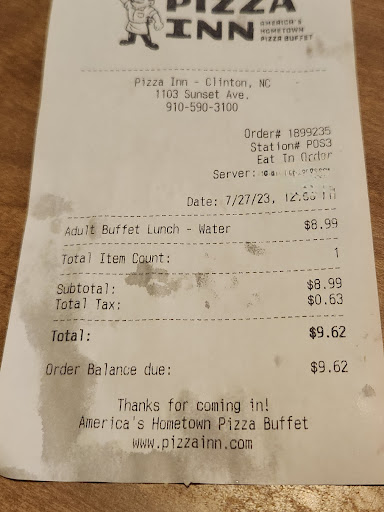 PIZZA
INN
AMERICA'S
HOMETOWN
PIZZA BUFFET
Pizza Inn - Clinton, NC
1103 Sunset Ave.
910-590-3100
Order# 1899235
Station# POS3
Eat In Order
Server:
Date: 7/27/23,
Adult Buffet Lunch - Water $8.99
Total Item Count: 1
Subtotal: $8.99
Total Tax: $0.63
Total: $9.62
Order Balance due: $9.62
Thanks for coming in!
America's Hometown Pizza Buffet
www.pizzainn.com